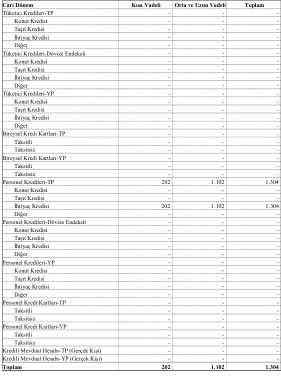 Cari Dönem Kısa Vadeli Orta ve Uzun Vadeli Toplam
Tüketici Kredileri-TP - - -
Konut Kredisi - - -
Taşıt Kredisi - - -
İhtiyaç Kredisi - - -
Diğer - - -
Tüketici Kredileri-Dövize Endeksli - - -
Konut Kredisi - - -
Taşıt Kredisi - - -
İhtiyaç Kredisi - - -
Diğer - - -
Tüketici Kredileri-YP - - -
Konut Kredisi - - -
Taşıt Kredisi - - -
İhtiyaç Kredisi - - -
Diğer - - -
Bireysel Kredi Kartları-TP - - -
Taksitli - - -
Taksitsiz - - -
Bireysel Kredi Kartları-YP - - -
Taksitli - - -
Taksitsiz - - -
Personel Kredileri-TP 202 1.102 1.304
Konut Kredisi - - -
Taşıt Kredisi - - -
İhtiyaç Kredisi 202 1.102 1.304
Diğer - - -
Personel Kredileri-Dövize Endeksli - - -
Konut Kredisi - - -
Taşıt Kredisi - - -
İhtiyaç Kredisi - - -
Diğer - - -
Personel Kredileri-YP - - -
Konut Kredisi - - -
Taşıt Kredisi - - -
İhtiyaç Kredisi - - -
Diğer - - -
Personel Kredi Kartları-TP - - -
Taksitli - - -
Taksitsiz - - -
Personel Kredi Kartları-YP - - -
Taksitli - - -
Taksitsiz - - -
Kredili Mevduat Hesabı-TP (Gerçek Kişi) - - -
Kredili Mevduat Hesabı-YP (Gerçek Kişi) - - -
Toplam 202 1.102 1.304